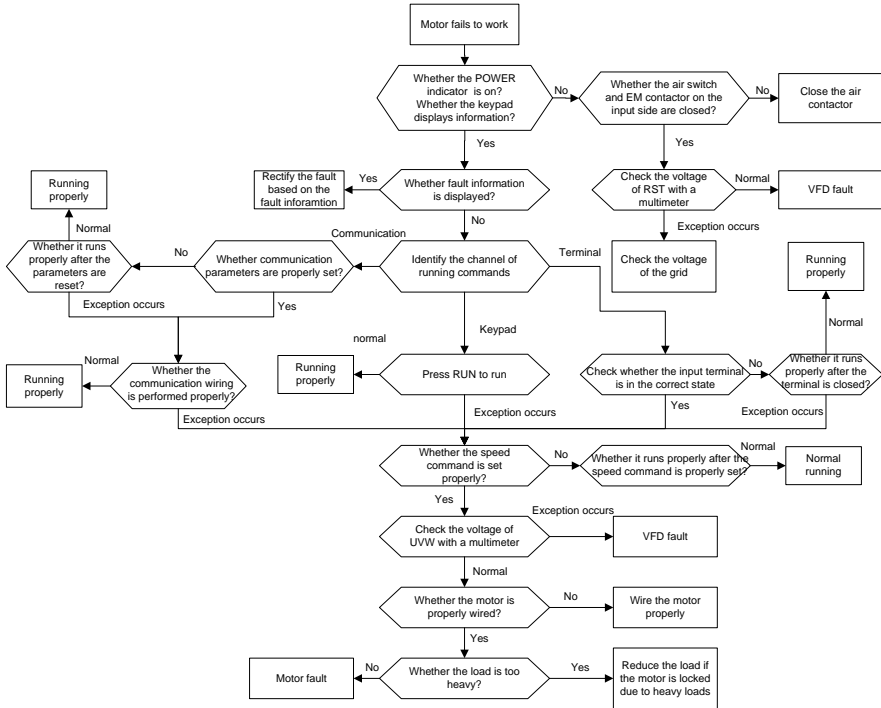 Motor fails to work
Whether the POWER
indicator is on?
Whether the keypad
displays information?
No
Whether the air switch
and EM contactor on the
input side are closed?
No
Close the air
contactor
Yes
Yes
Rectify the fault
based on the
fault inforamtion
Yes
Whether fault information
is displayed?
Check the voltage
of RST with a
multimeter
Normal
VFD fault
Running
properly
Normal
No
Exception occurs
Check the voltage
of the grid
Communication
Whether it runs
properly after the
parameters are
reset?
No
Whether communication
parameters are properly set?
Identify the channel of
running commands
Terminal
Running
properly
Exception occurs
Yes
Keypad
Normal
Running
properly
Normal
Whether the
communication wiring
is performed properly?
normal
Running
properly
Press RUN to run
Check whether the input terminal
is in the correct state
No
Whether it runs
properly after the
terminal is closed?
Exception occurs
Exception occurs
Yes
Exception occurs
Whether the speed
command is set
properly?
No
Whether it runs properly after the
speed command is properly set?
Normal
Normal
running
Yes
Check the voltage of
UVW with a multimeter
Exception occurs
VFD fault
Normal
Whether the motor is
properly wired?
No
Wire the motor
properly
Yes
Motor fault
No
Whether the load is too
heavy?
Yes
Reduce the load if
the motor is locked
due to heavy loads